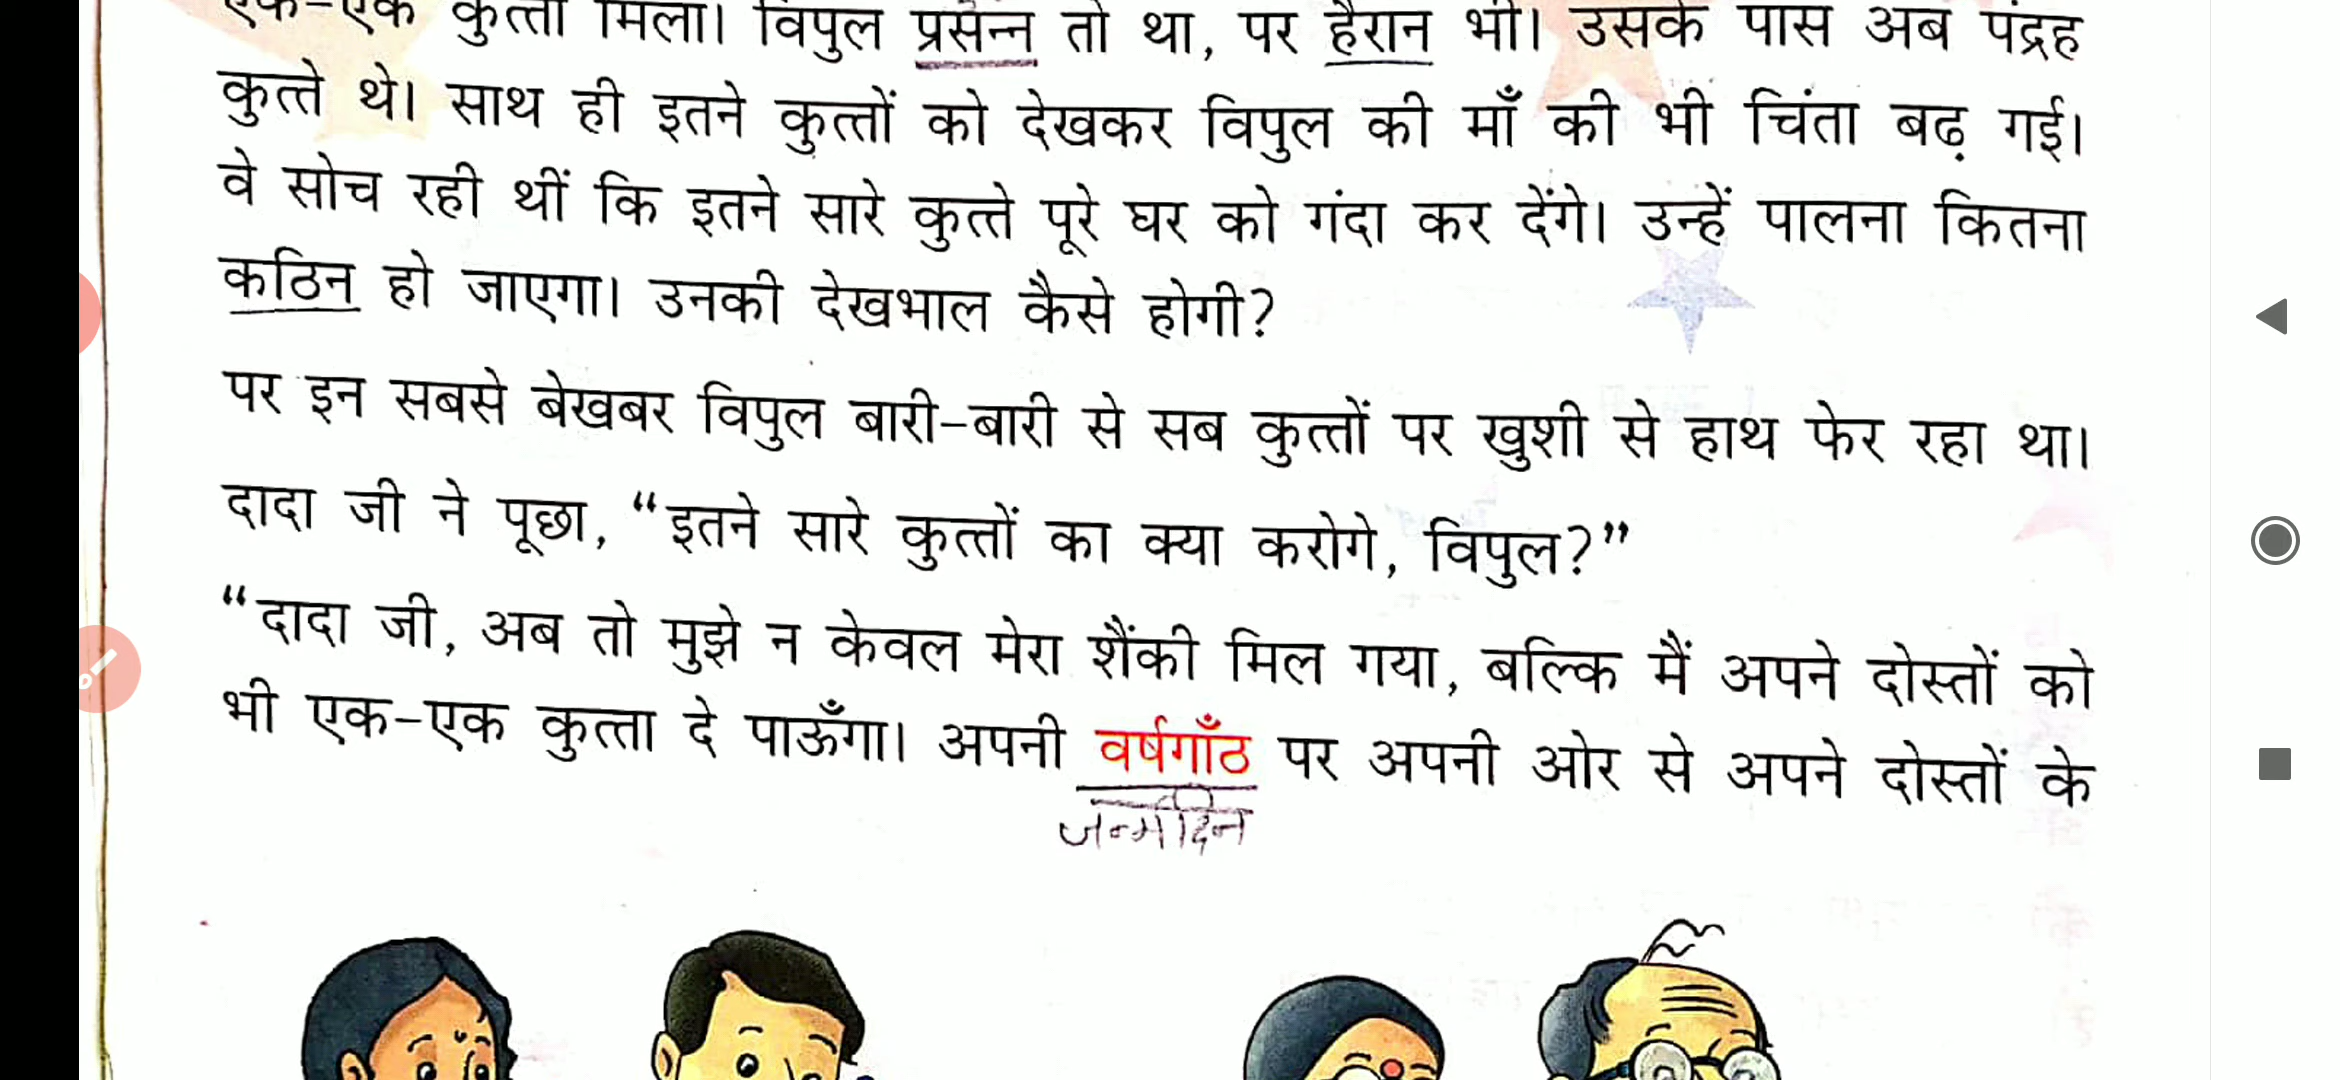 एक-एक कुत्ता मिला। विपुल प्रसन्न तो था, पर हैरान भी। उसके पास अब पंद्रह
कुत्ते थे। साथ ही इतने कुत्तों को देखकर विपुल की माँ की भी चिंता बढ़ गई।
वे सोच रही थीं कि इतने सारे कुत्ते पूरे घर को गंदा कर देंगे। उन्हें पालना कितना
कठिन हो जाएगा। उनकी देखभाल कैसे होगी?
पर इन सबसे बेखबर विपुल बारी-बारी से सब कुत्तों पर खुशी से हाथ फेर रहा था।
दादा जी ने पूछा, “इतने सारे कुत्तों का क्या करोगे, विपुल?”
“दादा जी, अब तो मुझे न केवल मेरा शैंकी मिल गया, बल्कि मैं अपने दोस्तों को
भी एक-एक कुत्ता दे पाऊँगा। अपनी वर्षगाँठ पर अपनी ओर से अपने दोस्तों के
जन्मदिन